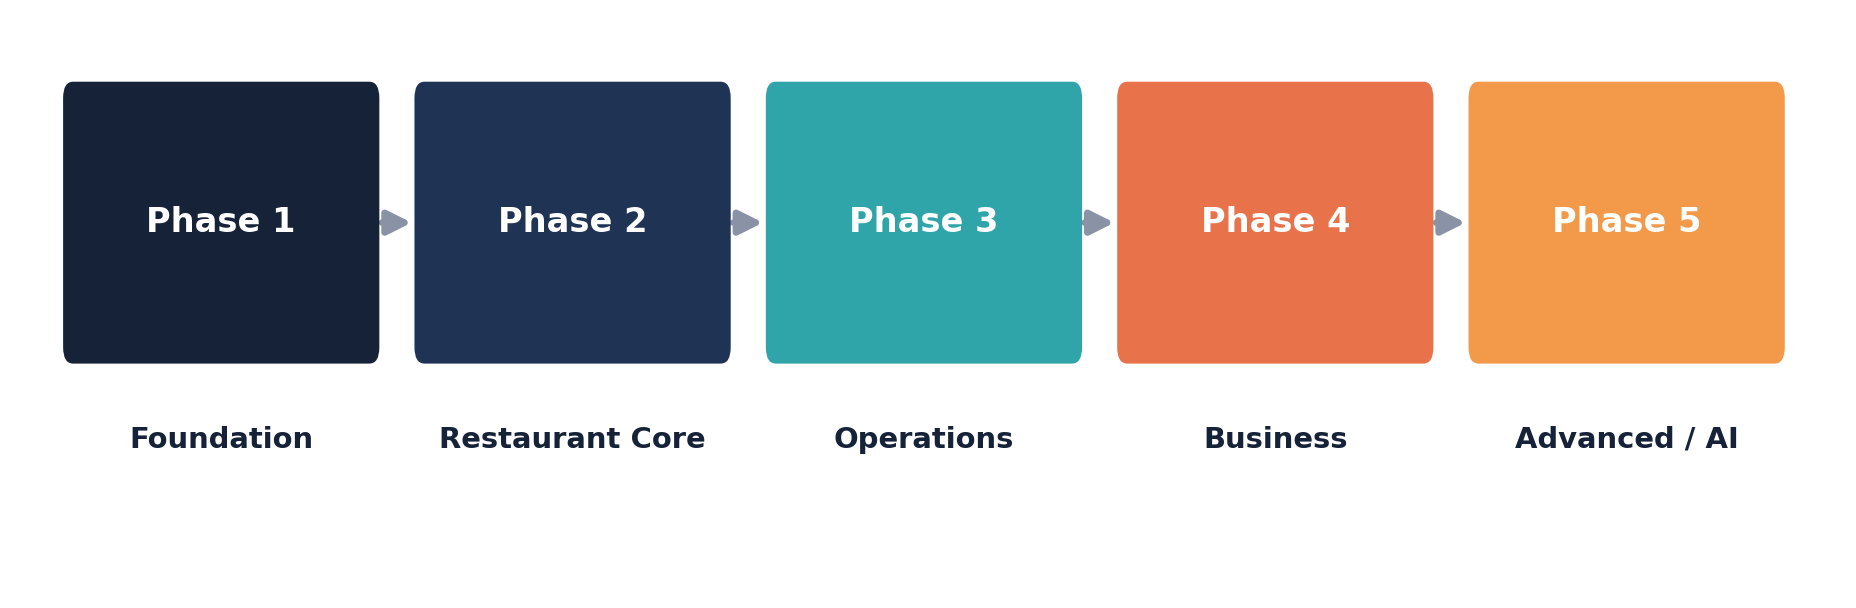 Phase 1
Phase 2
Phase 3
Phase 4
Phase 5
Foundation
Restaurant Core
Operations
Business
Advanced / AI